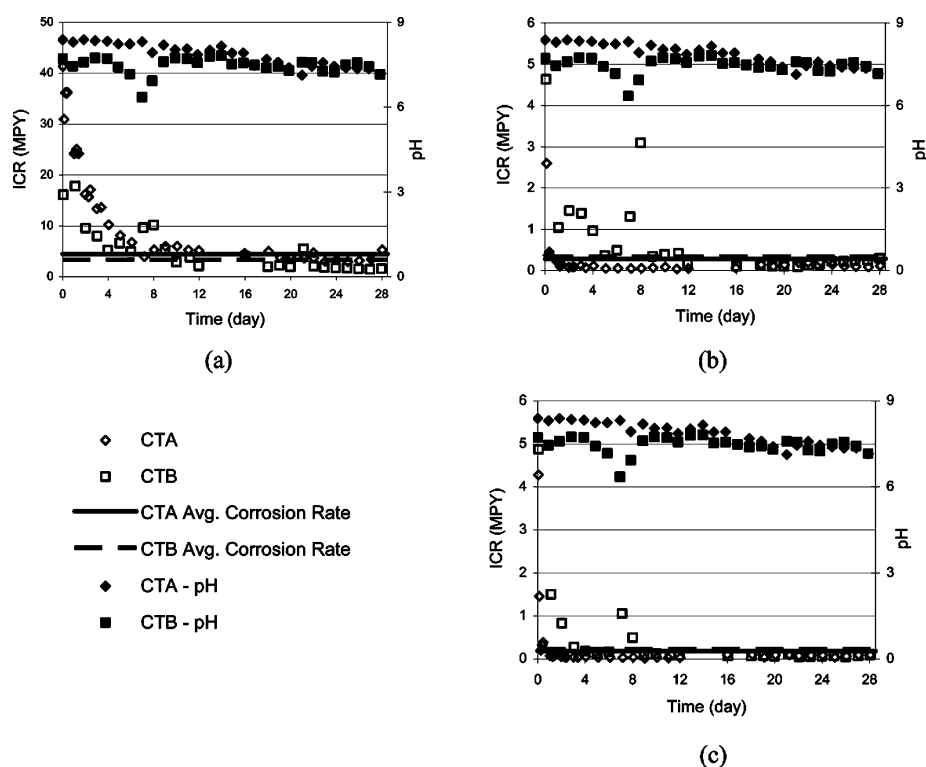 50
40
30
20
10
0
ICR (MPY)
9
6
3
0
pH
0 4 8 12 16 20 24 28
Time (day)
(a)
6
5
4
3
2
1
0
ICR (MPY)
9
6
3
0
pH
0 4 8 12 16 20 24 28
Time (day)
(b)
CTA
CTB
CTA Avg. Corrosion Rate
CTB Avg. Corrosion Rate
CTA - pH
CTB - pH
6
5
4
3
2
1
0
ICR (MPY)
9
6
3
0
pH
0 4 8 12 16 20 24 28
Time (day)
(c)